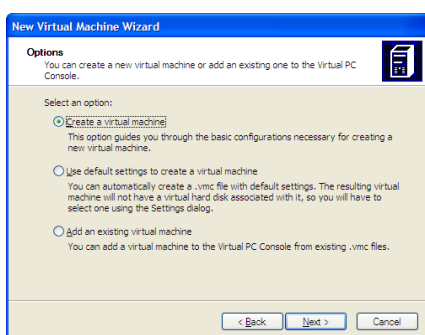 New Virtual Machine Wizard
Options
You can create a new virtual machine or add an existing one to the Virtual PC
Console.
Select an option:
Create a virtual machine
This option guides you through the basic configurations necessary for creating a
new virtual machine.
Use default settings to create a virtual machine
You can automatically create a .vmc file with default settings. The resulting virtual
machine will not have a virtual hard disk associated with it, so you will have to
select one using the Settings dialog.
Add an existing virtual machine
You can add a virtual machine to the Virtual PC Console from existing .vmc files.
< Back Next > Cancel